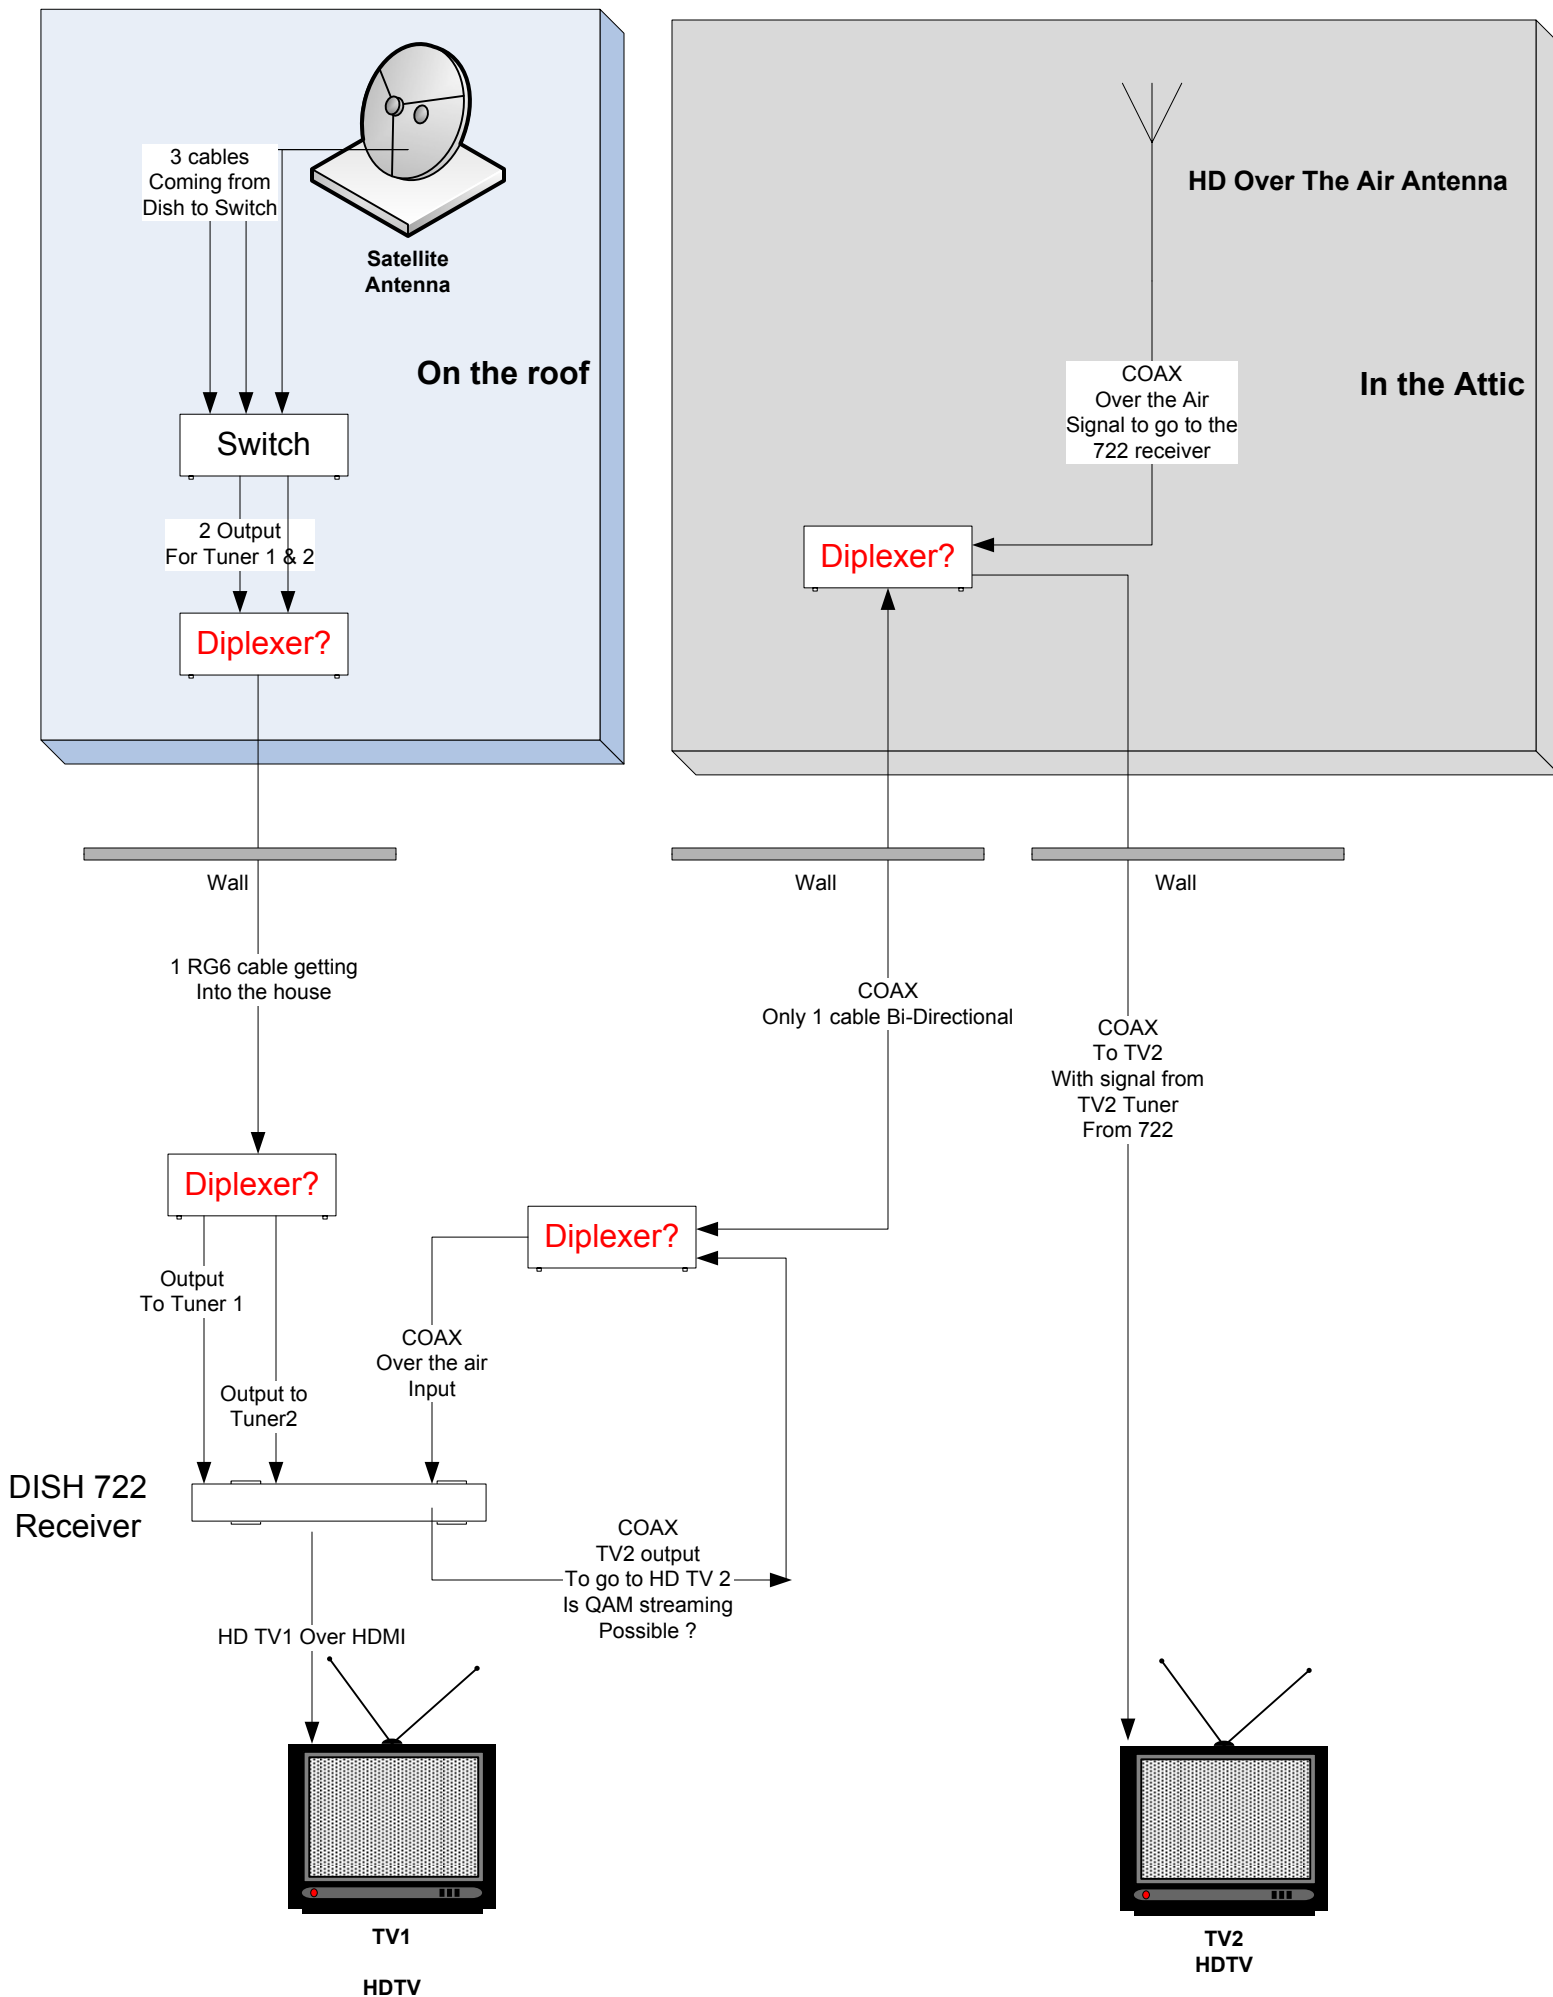 3 cables
Coming from
Dish to Switch
Satellite
Antenna
On the roof
Switch
2 Output
For Tuner 1 & 2
Diplexer?
HD Over The Air Antenna
COAX
Over the Air
Signal to go to the
722 receiver
In the Attic
Diplexer?
Wall
Wall
Wall
1 RG6 cable getting
Into the house
COAX
Only 1 cable Bi-Directional
COAX
To TV2
With signal from
TV2 Tuner
From 722
Diplexer?
Diplexer?
Output
To Tuner 1
Output to
Tuner2
COAX
Over the air
Input
DISH 722
Receiver
COAX
TV2 output
To go to HD TV 2
Is QAM streaming
Possible ?
HD TV1 Over HDMI
TV1
HDTV
TV2
HDTV